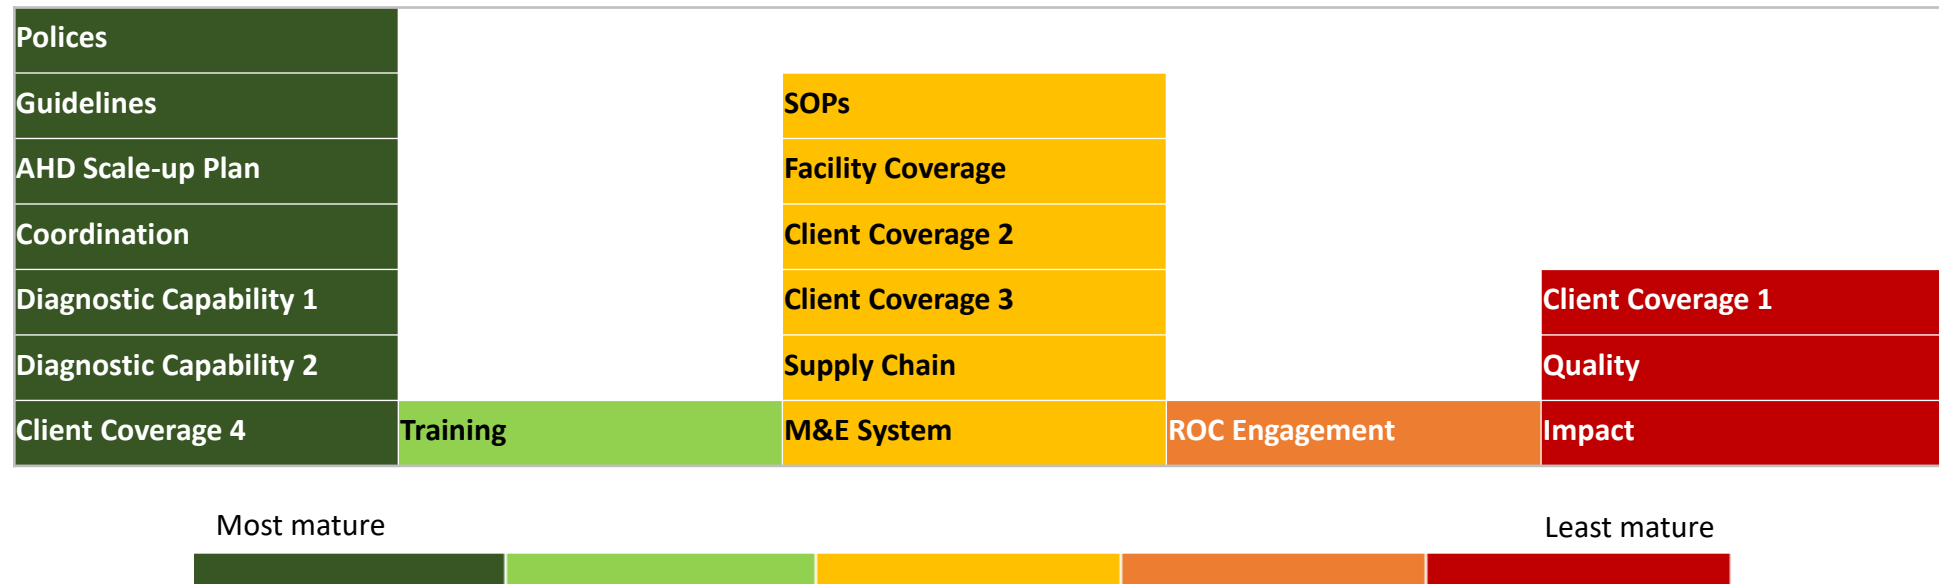 Polices
Guidelines
SOPs
AHD Scale-up Plan
Facility Coverage
Coordination
Client Coverage 2
Diagnostic Capability 1
Client Coverage 3
Client Coverage 1
Diagnostic Capability 2
Supply Chain
Quality
Client Coverage 4
Training
M&E System
ROC Engagement
Impact
Most mature
Least mature